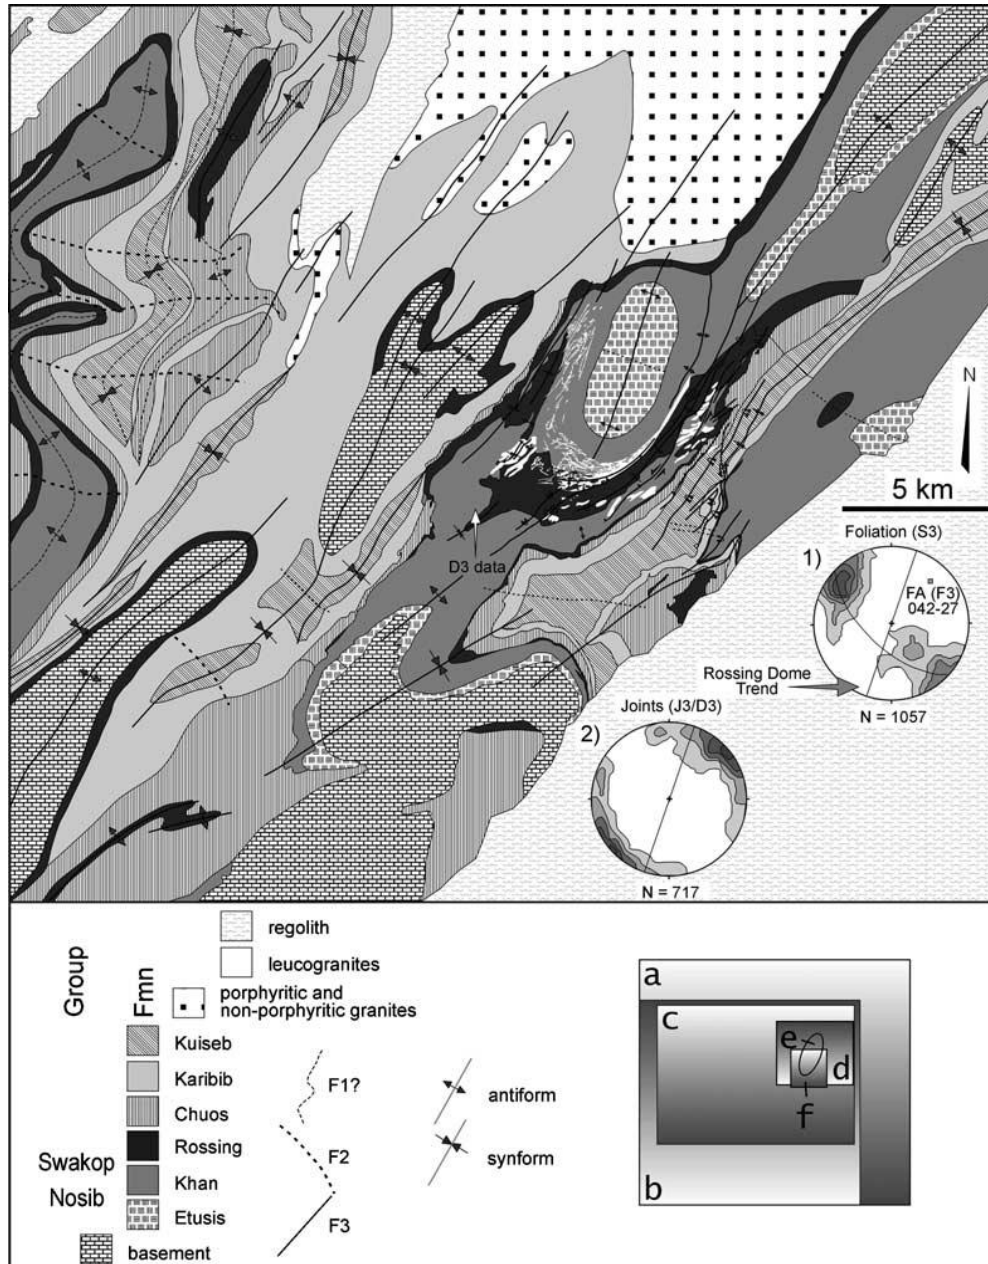 N
5 km
Foliation (S3)
1)
FA (F3)
042-27
D3 data
Rossing Dome
Trend
N = 1057
Joints (J3/D3)
2)
N = 717
Group
Fmn
regolith
leucogranites
porphyritic and
non-porphyritic granites
Kuiseb
Karibib
Chuos
Rossing
Khan
Etusis
Swakop
Nosib
basement
F1?
F2
F3
antiform
synform
a
c
e
d
f
b